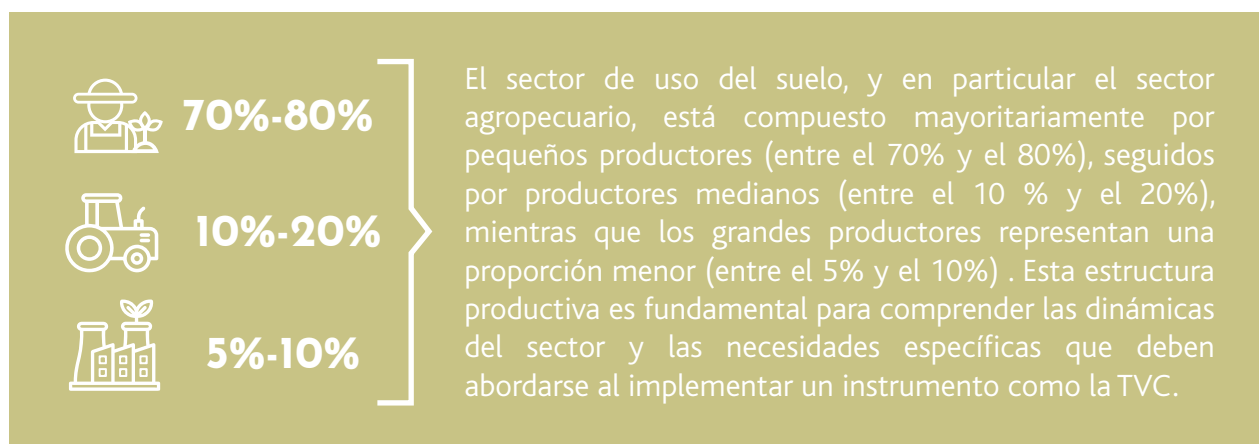 70%-80%
10%-20%
5%-10%
El sector de uso del suelo, y en particular el sector
agropecuario, está compuesto mayoritariamente por
pequeños productores (entre el 70% y el 80%), seguidos
por productores medianos (entre el 10 % y el 20%),
mientras que los grandes productores representan una
proporción menor (entre el 5% y el 10%) . Esta estructura
productiva es fundamental para comprender las dinámicas
del sector y las necesidades específicas que deben
abordarse al implementar un instrumento como la TVC.